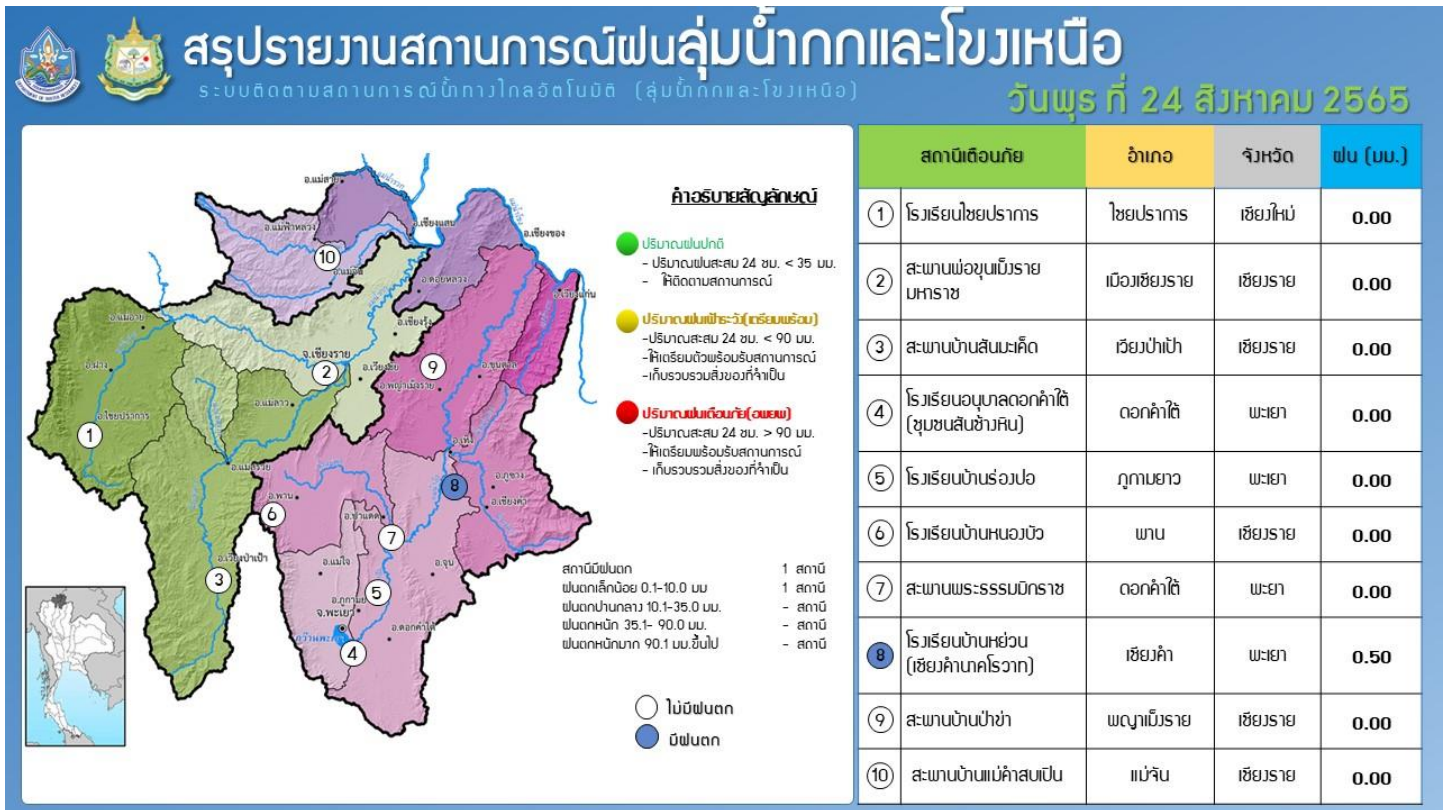 สรุปรายงานสถานการณ์ฝนลุ่มน้ำกกและโขงเหนือ
ระบบติดตามสถานการณ์น้ำทางไกลอัตโนมัติ (ลุ่มน้ำกกและโขงเหนือ)
วันพุธ ที่ 24 สิงหาคม 2565
อ.แม่สาย
อ.แม่ฟ้าหลวง
อ.เชียงแสน
อ.เชียงของ
10
อ.ดอยหลวง
อ.เวียงแก่น
อ.แม่อาย
อ.เชียงรุ้ง
อ.ฝาง
จ.เชียงราย
2
9
อ.พญาเม็งราย
อ.ขุนตาล
อ.ไชยปราการ
1
อ.แม่ลาว
อ.เทิง
อ.แม่สรวย
8
อ.ภูซาง
อ.เชียงคำ
อ.พาน
6
อ.ป่าแดด
7
อ.เวียงป่าเป้า
3
อ.แม่ใจ
อ.จุน
5
จ.พะเยา
อ.ดอกคำใต้
4
คำอธิบายสัญลักษณ์
ปริมาณฝนปกติ
- ปริมาณฝนสะสม 24 ชม. < 35 มม.
- ให้ติดตามสถานการณ์
ปริมาณฝนเฝ้าระวัง(เตรียมพร้อม)
-ปริมาณสะสม 24 ชม. < 90 มม.
-ให้เตรียมตัวพร้อมรับสถานการณ์
-เก็บรวบรวมสิ่งของที่จำเป็น
ปริมาณฝนเตือนภัย(อพยพ)
-ปริมาณสะสม 24 ชม. > 90 มม.
-ให้เตรียมพร้อมรับสถานการณ์
- เก็บรวบรวมสิ่งของที่จำเป็น
สถานีมีฝนตก 1 สถานี
ฝนตกเล็กน้อย 0.1-10.0 มม 1 สถานี
ฝนตกปานกลาง 10.1-35.0 มม. - สถานี
ฝนตกหนัก 35.1- 90.0 มม. - สถานี
ฝนตกหนักมาก 90.1 มม.ขึ้นไป - สถานี
ไม่มีฝนตก
มีฝนตก
สถานีเตือนภัย อำเภอ จังหวัด ฝน (มม.)
1 โรงเรียนไชยปราการ ไชยปราการ เชียงใหม่ 0.00
2 สะพานพ่อขุนเม็งราย
มหาราช เมืองเชียงราย เชียงราย 0.00
3 สะพานบ้านสันมะเค็ด เวียงป่าเป้า เชียงราย 0.00
4 โรงเรียนอนุบาลดอกคำใต้
(ชุมชนสันช้างหิน) ดอกคำใต้ พะเยา 0.00
5 โรงเรียนบ้านร่องปอ ภูกามยาว พะเยา 0.00
6 โรงเรียนบ้านหนองบัว พาน เชียงราย 0.00
7 สะพานพระธรรมมิกราช ดอกคำใต้ พะเยา 0.00
8 โรงเรียนบ้านหย่วน
(เชียงคำนาคโรวาท) เชียงคำ พะเยา 0.50
9 สะพานบ้านป่าข่า พญาเม็งราย เชียงราย 0.00
10 สะพานบ้านแม่คำสบเปิน แม่จัน เชียงราย 0.00